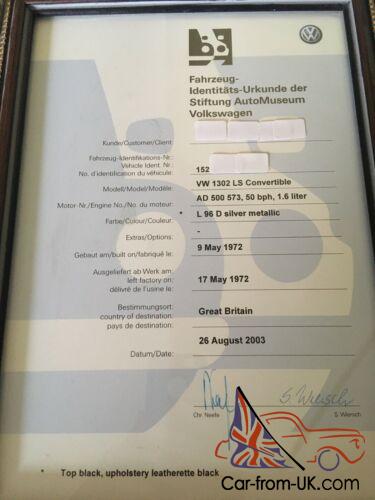 Fahrzeug-
Identitäts-Urkunde der
Stiftung AutoMuseum
Volkswagen
Kunde/Customer/Client:
Fahrzeug-Identifikations-Nr.:
Vehicle Ident. Nr.:
No. d'identification du véhicule:
152
Modell/Model/Modèle:
VW 1302 LS Convertible
Motor-Nr./Engine No./No. du moteur:
AD 500 573, 50 bph, 1.6 liter
Farbe/Colour/Couleur:
* L 96 D silver metallic
Extras/Options:
-
Gebaut am/built on/fabriqué le:
9 May 1972
Ausgeliefert ab Werk am:
left factory on:
délivré de l'usine le:
17 May 1972
Bestimmungsort:
country of destination:
pays de destination:
Great Britain
Datum/Date:
26 August 2003
S. Wiersch
Chr. Neefe
S. Wiersch
* Top black, upholstery leatherette black
Car-from-UK.com